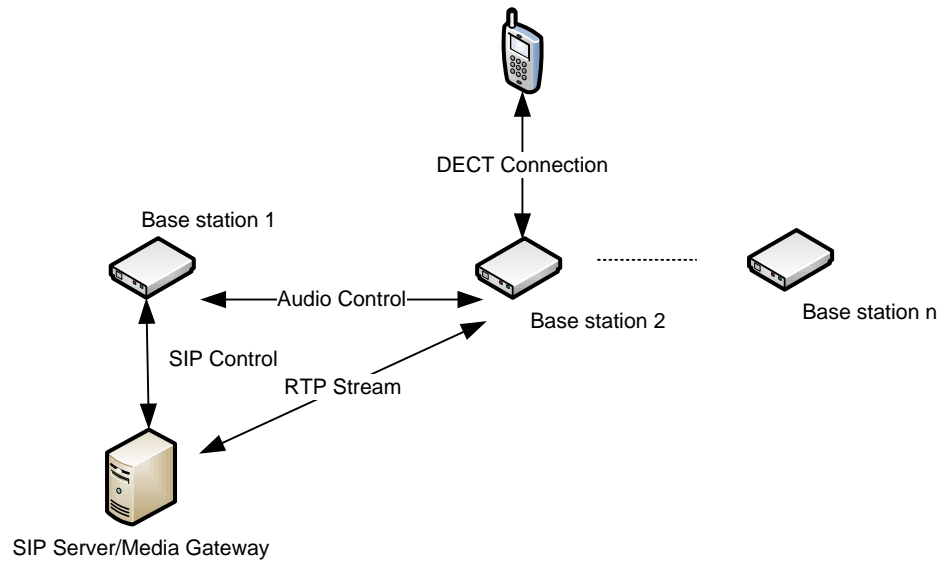 DECT Connection
Base station 1
Audio Control
Base station 2
Base station n
SIP Control
RTP Stream
SIP Server/Media Gateway